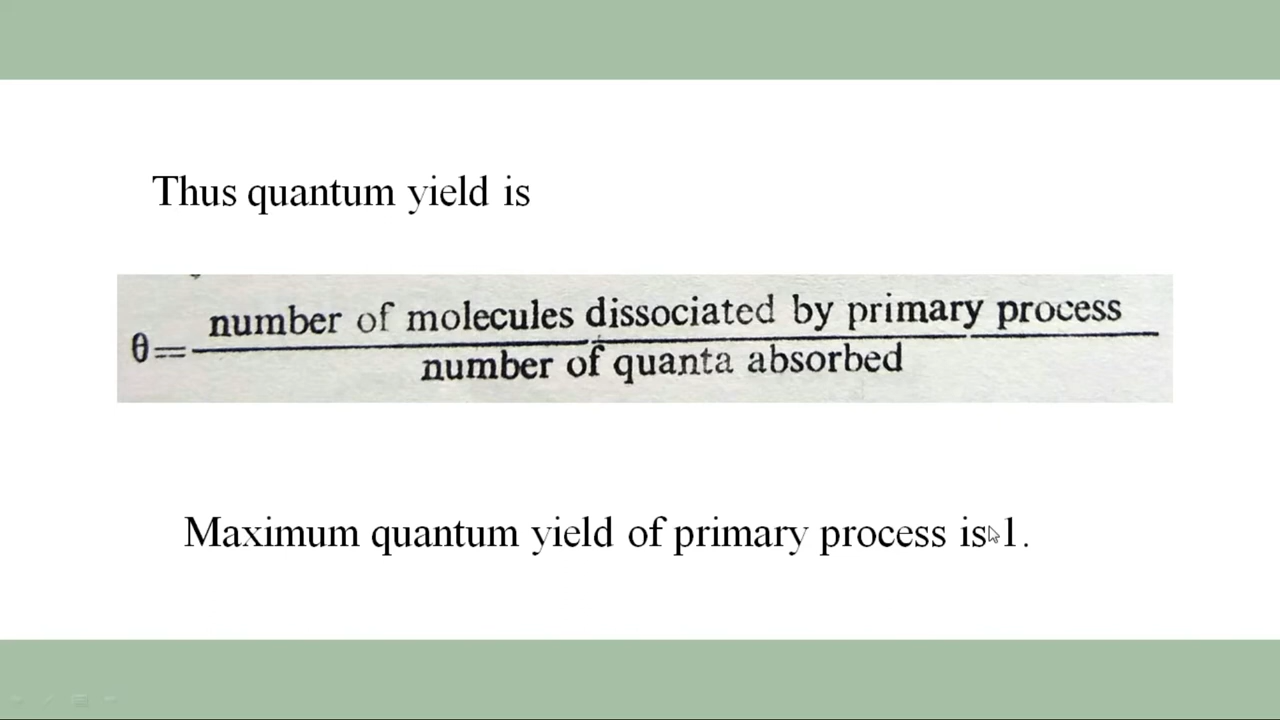 Thus quantum yield is
number of molecules dissociated by primary process
θ=
number of quanta absorbed
Maximum quantum yield of primary process is 1.